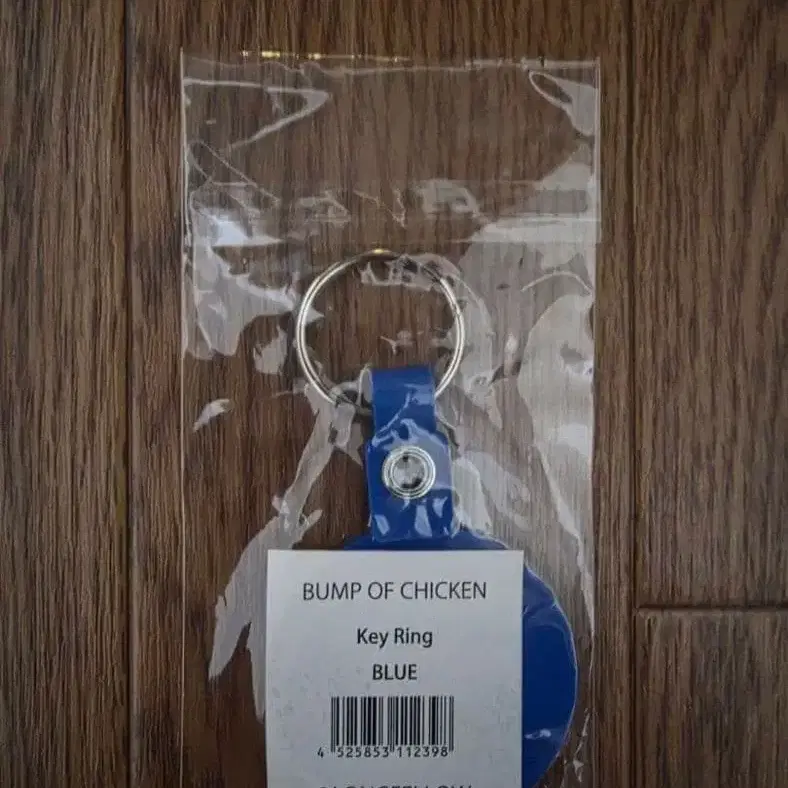 BUMP OF CHICKEN
Key Ring
BLUE
4 525853 112398